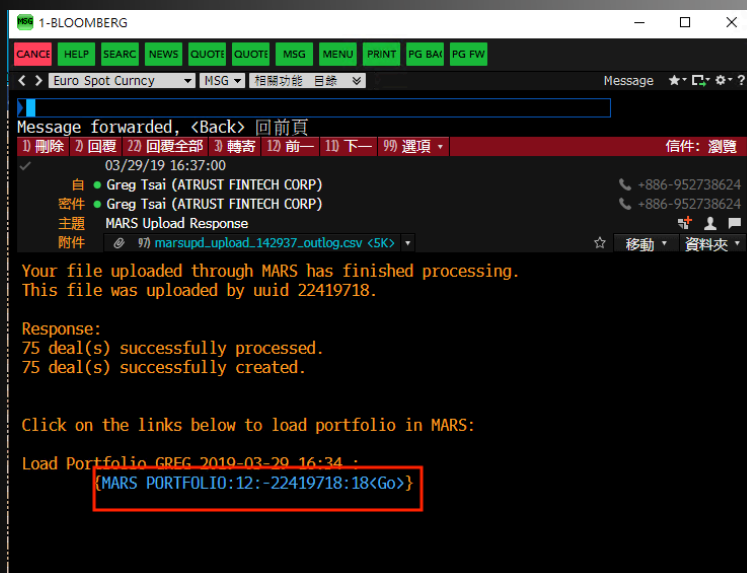 MSG 1-BLOOMBERG
CANCE HELP SEARC NEWS QUOTE QUOTE MSG MENU PRINT PG BAC PG FW
< > Euro Spot Curncy MSG 相關功能 目錄 Message ?
Message forwarded, <Back> 回前頁
1) 刪除 2) 回覆 22) 回覆全部 3) 轉寄 12) 前一 11) 下一 99) 選項 信件: 瀏覽
03/29/19 16:37:00
自 Greg Tsai (ATRUST FINTECH CORP) +886-952738624
密件 Greg Tsai (ATRUST FINTECH CORP) +886-952738624
主題 MARS Upload Response
附件 97) marsupd_upload_142937_outlog.csv <5K> 移動 資料夾
Your file uploaded through MARS has finished processing.
This file was uploaded by uuid 22419718.
Response:
75 deal(s) successfully processed.
75 deal(s) successfully created.
Click on the links below to load portfolio in MARS:
Load Portfolio GREG 2019-03-29 16:34 :
{MARS PORTFOLIO:12:-22419718:18<Go>}